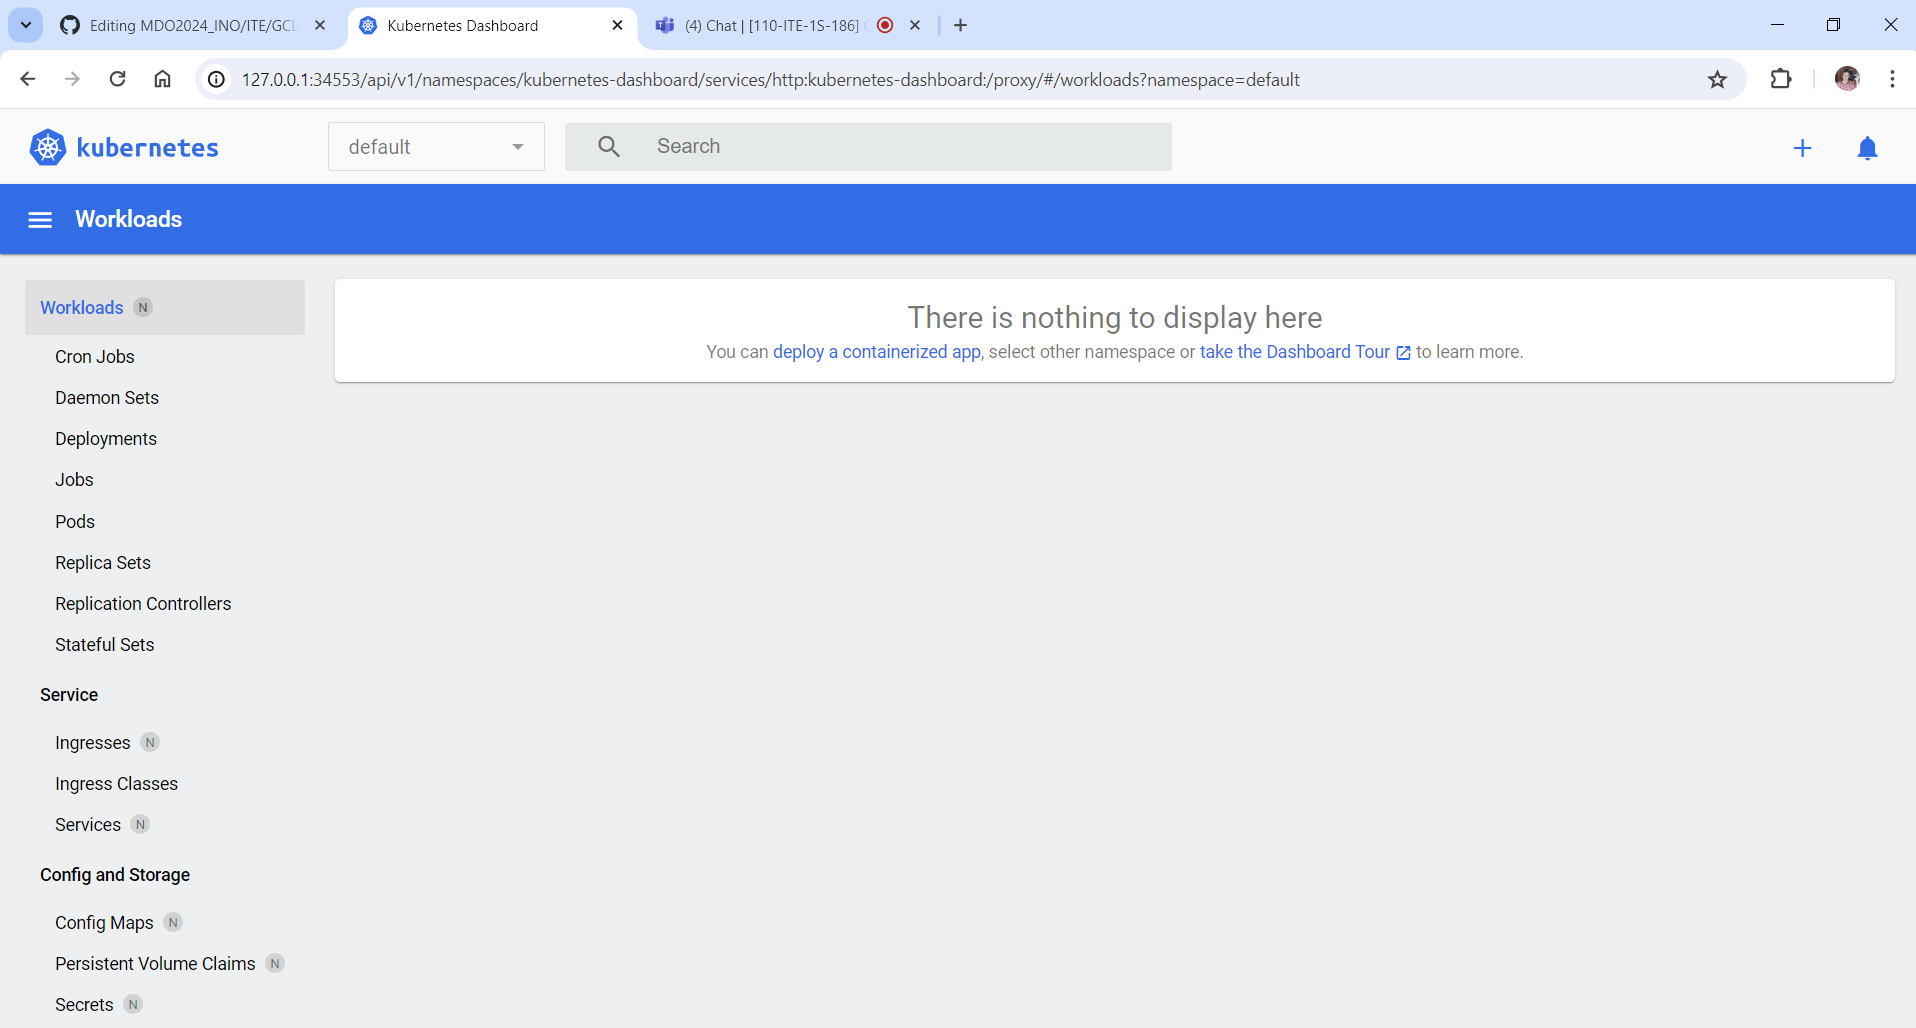 Editing MDO2024_INO/ITE/GCL
Kubernetes Dashboard
(4) Chat | [110-ITE-1S-186]
127.0.0.1:34553/api/v1/namespaces/kubernetes-dashboard/services/http:kubernetes-dashboard:/proxy/#/workloads?namespace=default
kubernetes
default
Search
Workloads
Workloads N
Cron Jobs
Daemon Sets
Deployments
Jobs
Pods
Replica Sets
Replication Controllers
Stateful Sets
Service
Ingresses N
Ingress Classes
Services N
Config and Storage
Config Maps N
Persistent Volume Claims N
Secrets N
There is nothing to display here
You can deploy a containerized app, select other namespace or take the Dashboard Tour to learn more.